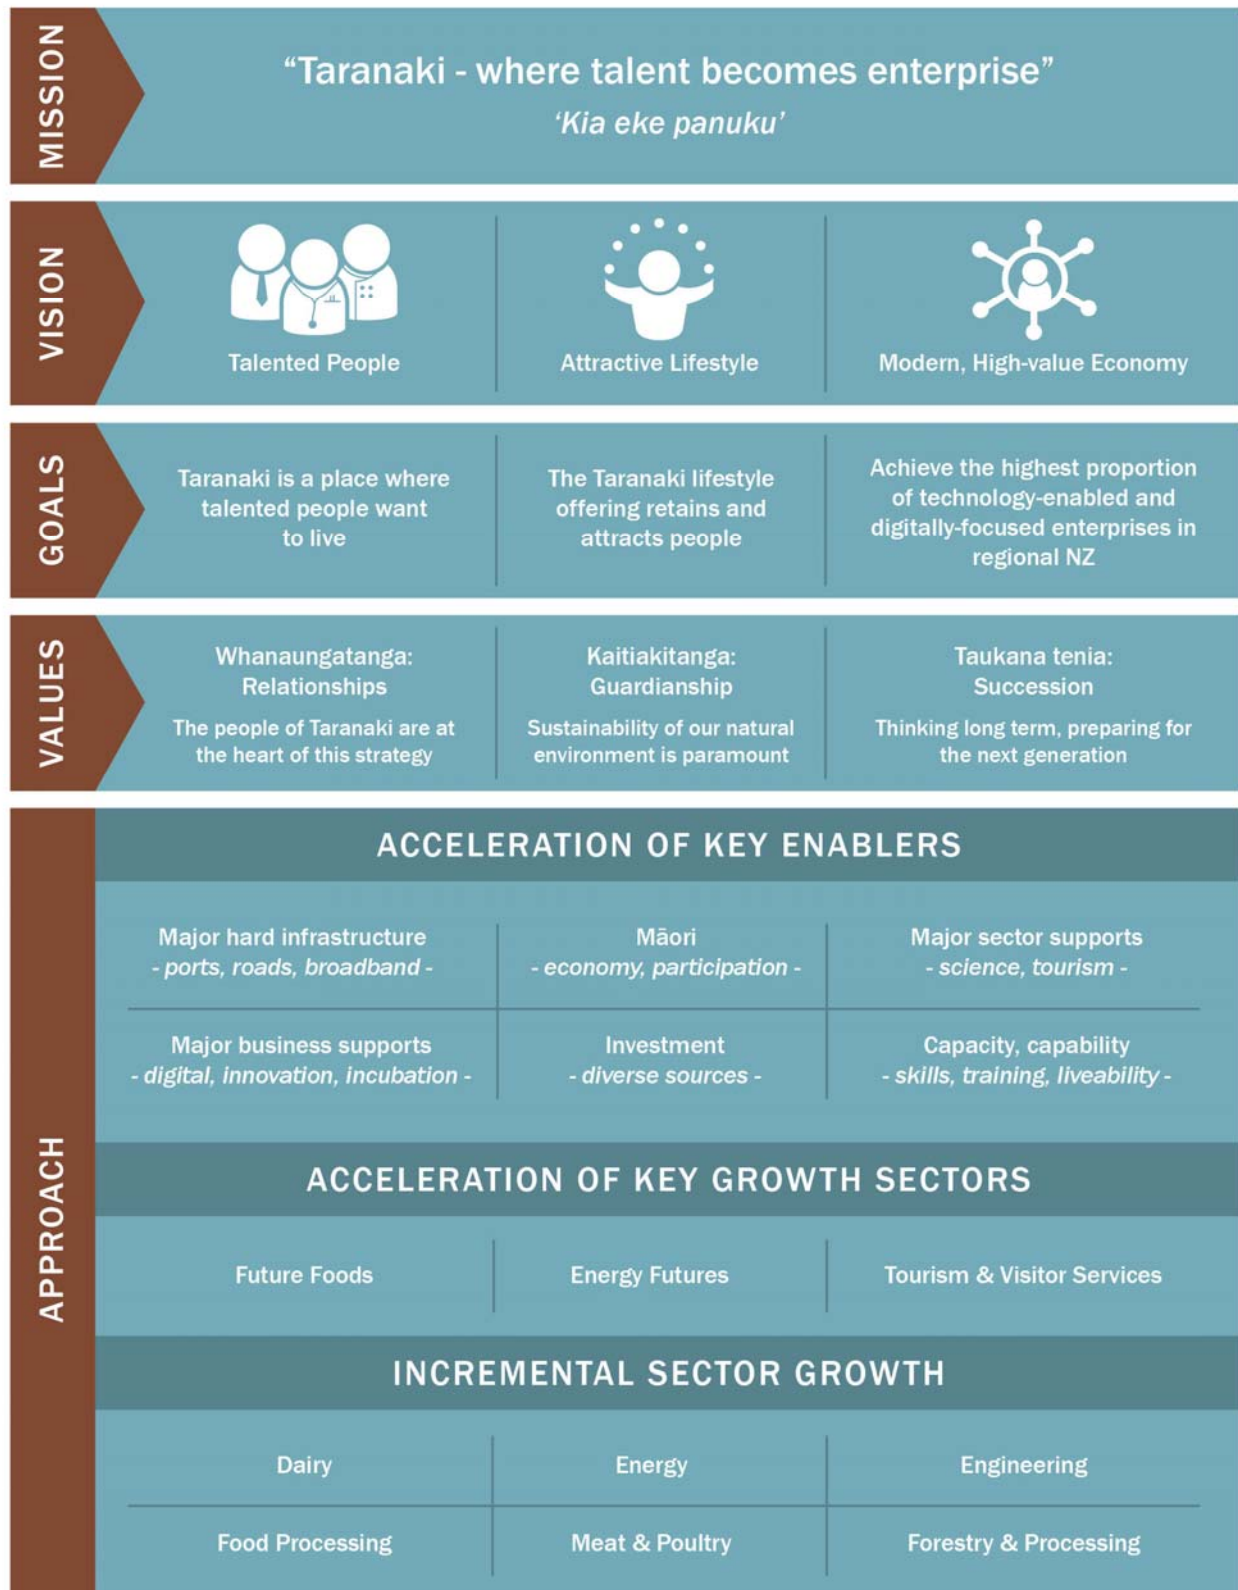 MISSION
“Taranaki - where talent becomes enterprise”
‘Kia eke panuku’
VISION
Talented People
Attractive Lifestyle
Modern, High-value Economy
GOALS
Taranaki is a place where
talented people want
to live
The Taranaki lifestyle
offering retains and
attracts people
Achieve the highest proportion
of technology-enabled and
digitally-focused enterprises in
regional NZ
VALUES
Whanaungatanga:
Relationships
The people of Taranaki are at
the heart of this strategy
Kaitiakitanga:
Guardianship
Sustainability of our natural
environment is paramount
Taukana tenia:
Succession
Thinking long term, preparing for
the next generation
APPROACH
ACCELERATION OF KEY ENABLERS
Major hard infrastructure
- ports, roads, broadband -
Māori
- economy, participation -
Major sector supports
- science, tourism -
Major business supports
- digital, innovation, incubation -
Investment
- diverse sources -
Capacity, capability
- skills, training, liveability -
ACCELERATION OF KEY GROWTH SECTORS
Future Foods
Energy Futures
Tourism & Visitor Services
INCREMENTAL SECTOR GROWTH
Dairy
Energy
Engineering
Food Processing
Meat & Poultry
Forestry & Processing